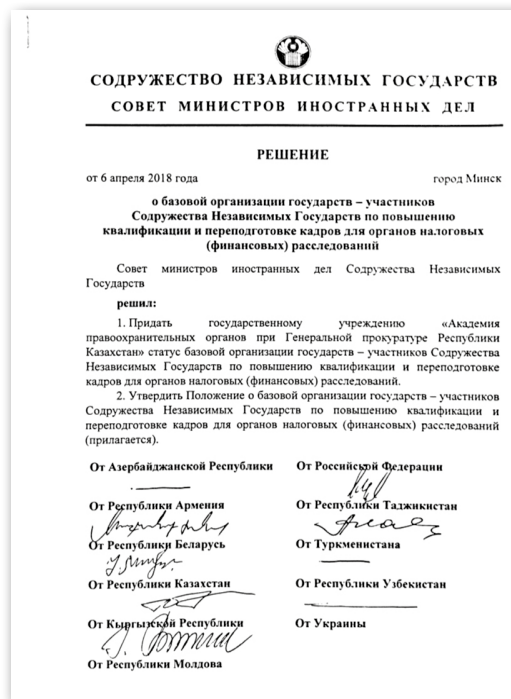 СОДРУЖЕСТВО НЕЗАВИСИМЫХ ГОСУДАРСТВ
СОВЕТ МИНИСТРОВ ИНОСТРАННЫХ ДЕЛ
РЕШЕНИЕ
от 6 апреля 2018 года город Минск
о базовой организации государств – участников
Содружества Независимых Государств по повышению
квалификации и переподготовке кадров для органов налоговых
(финансовых) расследований
Совет министров иностранных дел Содружества Независимых
Государств
решил:
1. Придать государственному учреждению «Академия
правоохранительных органов при Генеральной прокуратуре Республики
Казахстан» статус базовой организации государств – участников Содружества
Независимых Государств по повышению квалификации и переподготовке
кадров для органов налоговых (финансовых) расследований.
2. Утвердить Положение о базовой организации государств – участников
Содружества Независимых Государств по повышению квалификации и
переподготовке кадров для органов налоговых (финансовых) расследований
(прилагается).
От Азербайджанской Республики От Российской Федерации
От Республики Армения От Республики Таджикистан
От Республики Беларусь От Туркменистана
От Республики Казахстан От Республики Узбекистан
От Кыргызской Республики От Украины
От Республики Молдова